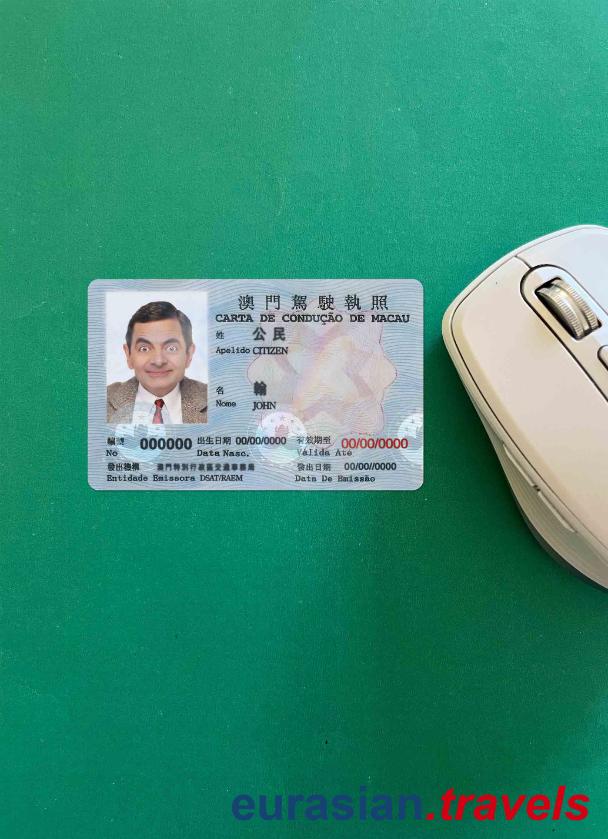 澳門駕駛執照
CARTA DE CONDUÇÃO DE MACAU
姓 公民
Apelido CITIZEN
名 翰
Nome JOHN
編號 000000 出生日期 00/00/0000 有效期至 00/00/0000
No Data Nasc. Válida Até
發出機構 澳門特別行政區交通事務局 發出日期 00/00//0000
Entidade Emissora DSAT/RAEM Data De Emissão
eurasian.travels